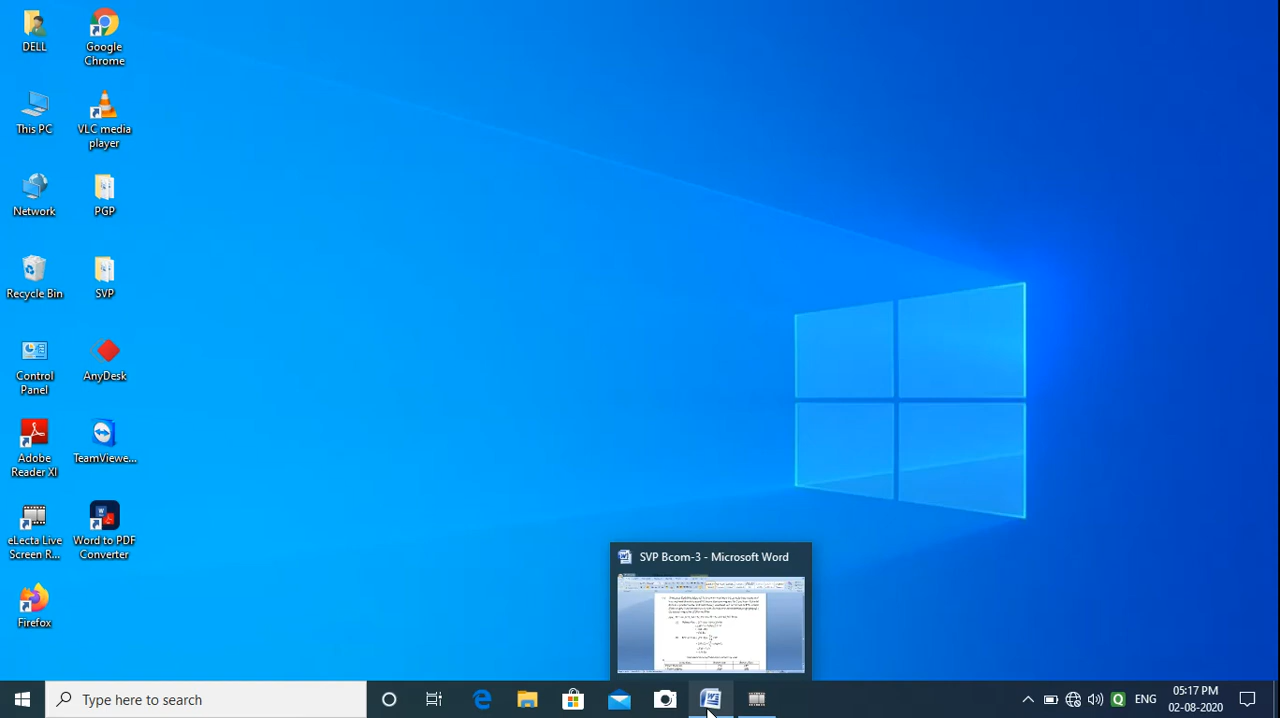 DELL
Google
Chrome
This PC
VLC media
player
Network
PGP
Recycle Bin
SVP
Control
Panel
AnyDesk
Adobe
Reader XI
TeamViewe...
eLecta Live
Screen R...
Word to PDF
Converter
Firefox
SVP Bcom-3 - Microsoft Word
Type here to search
ENG
05:17 PM
02-08-2020